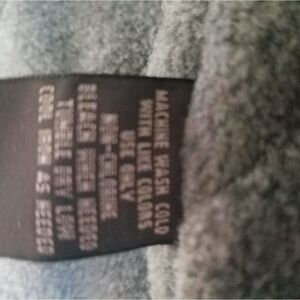 MACHINE WASH COLD
WITH LIKE COLORS
USE ONLY
NON-CHLORINE
BLEACH WHEN NEEDED
TUMBLE DRY LOW
COOL IRON AS NEEDED